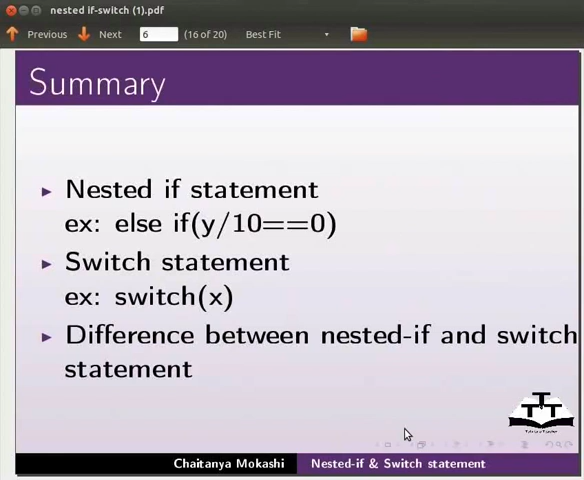 nested if-switch (1).pdf
Previous Next 6 (16 of 20) Best Fit
Summary
Nested if statement
ex: else if(y/10==0)
Switch statement
ex: switch(x)
Difference between nested-if and switch
statement
TTT
Chaitanya Mokashi Nested-if & Switch statement